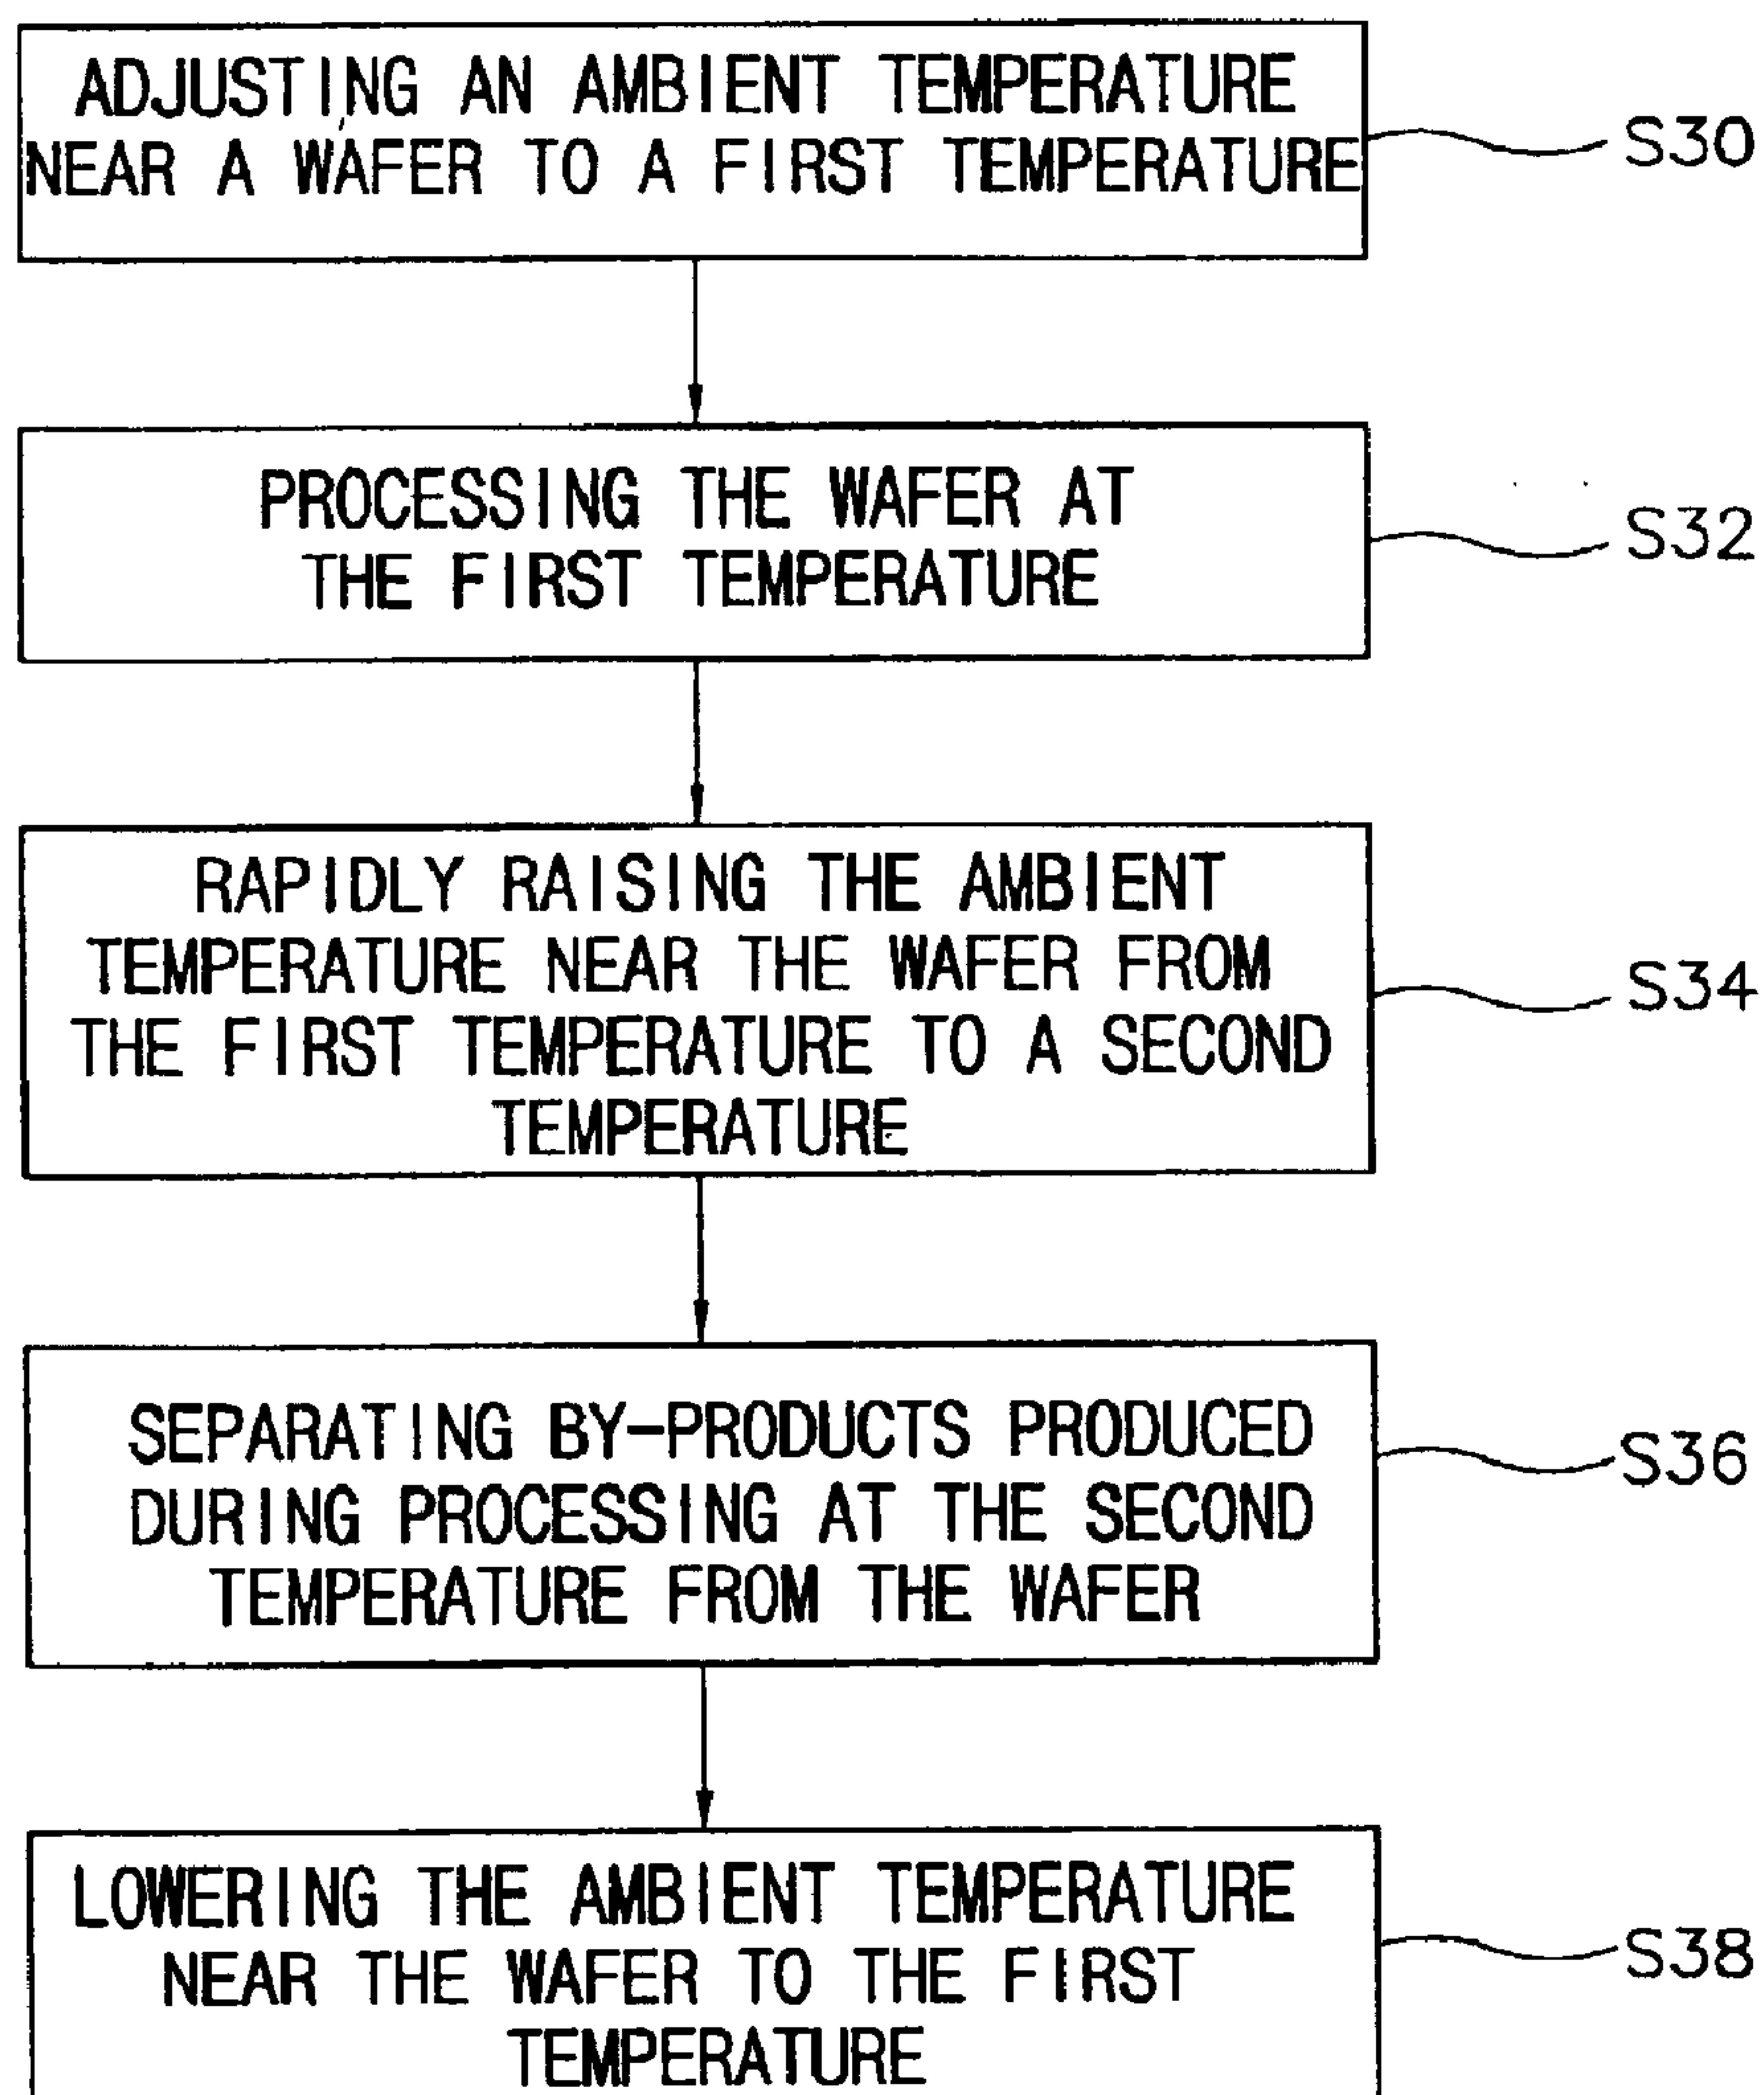 ADJUSTING AN AMBIENT TEMPERATURE
NEAR A WAFER TO A FIRST TEMPERATURE
S30
PROCESSING THE WAFER AT
THE FIRST TEMPERATURE
S32
RAPIDLY RAISING THE AMBIENT
TEMPERATURE NEAR THE WAFER FROM
THE FIRST TEMPERATURE TO A SECOND
TEMPERATURE
S34
SEPARATING BY-PRODUCTS PRODUCED
DURING PROCESSING AT THE SECOND
TEMPERATURE FROM THE WAFER
S36
LOWERING THE AMBIENT TEMPERATURE
NEAR THE WAFER TO THE FIRST
TEMPERATURE
S38